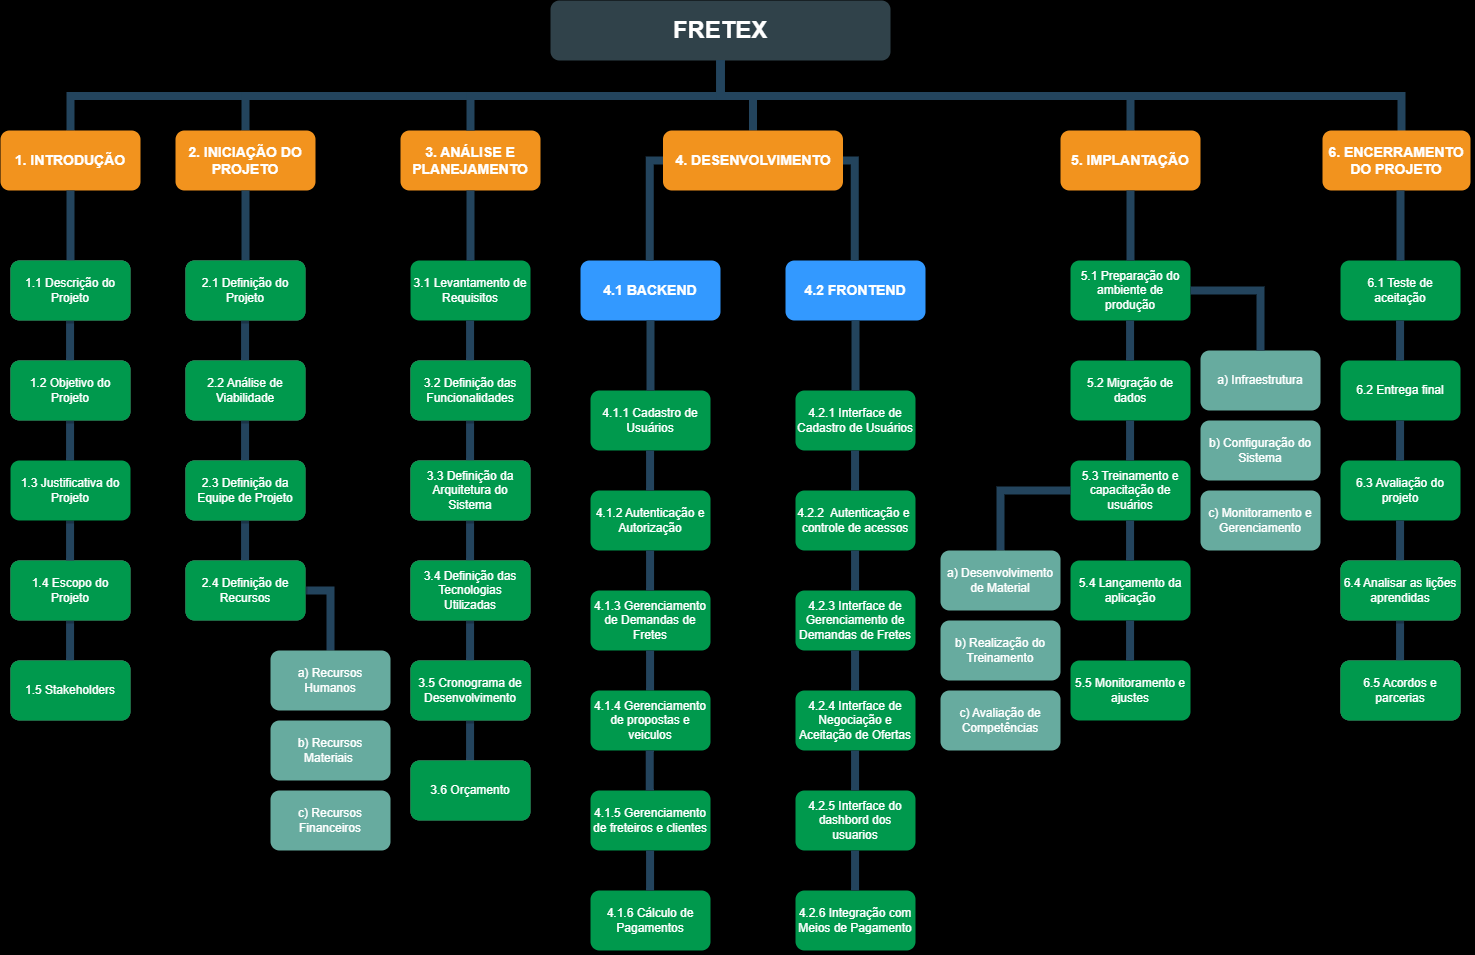 FRETEX
1. INTRODUÇÃO
1.1 Descrição do
Projeto
1.2 Objetivo do
Projeto
1.3 Justificativa do
Projeto
1.4 Escopo do
Projeto
1.5 Stakeholders
2. INICIAÇÃO DO
PROJETO
2.1 Definição do
Projeto
2.2 Análise de
Viabilidade
2.3 Definição da
Equipe de Projeto
2.4 Definição de
Recursos
a) Recursos
Humanos
b) Recursos
Materiais
c) Recursos
Financeiros
3. ANÁLISE E
PLANEJAMENTO
3.1 Levantamento de
Requisitos
3.2 Definição das
Funcionalidades
3.3 Definição da
Arquitetura do
Sistema
3.4 Definição das
Tecnologias
Utilizadas
3.5 Cronograma de
Desenvolvimento
3.6 Orçamento
4. DESENVOLVIMENTO
4.1 BACKEND
4.1.1 Cadastro de
Usuários
4.1.2 Autenticação e
Autorização
4.1.3 Gerenciamento
de Demandas de
Fretes
4.1.4 Gerenciamento
de propostas e
veiculos
4.1.5 Gerenciamento
de freteiros e clientes
4.1.6 Cálculo de
Pagamentos
4.2 FRONTEND
4.2.1 Interface de
Cadastro de Usuários
4.2.2 Autenticação e
controle de acessos
4.2.3 Interface de
Gerenciamento de
Demandas de Fretes
4.2.4 Interface de
Negociação e
Aceitação de Ofertas
4.2.5 Interface do
dashbord dos
usuarios
4.2.6 Integração com
Meios de Pagamento
5. IMPLANTAÇÃO
5.1 Preparação do
ambiente de
produção
a) Infraestrutura
b) Configuração do
Sistema
c) Monitoramento e
Gerenciamento
5.2 Migração de
dados
5.3 Treinamento e
capacitação de
usuários
a) Desenvolvimento
de Material
b) Realização do
Treinamento
c) Avaliação de
Competências
5.4 Lançamento da
aplicação
5.5 Monitoramento e
ajustes
6. ENCERRAMENTO
DO PROJETO
6.1 Teste de
aceitação
6.2 Entrega final
6.3 Avaliação do
projeto
6.4 Analisar as lições
aprendidas
6.5 Acordos e
parcerias